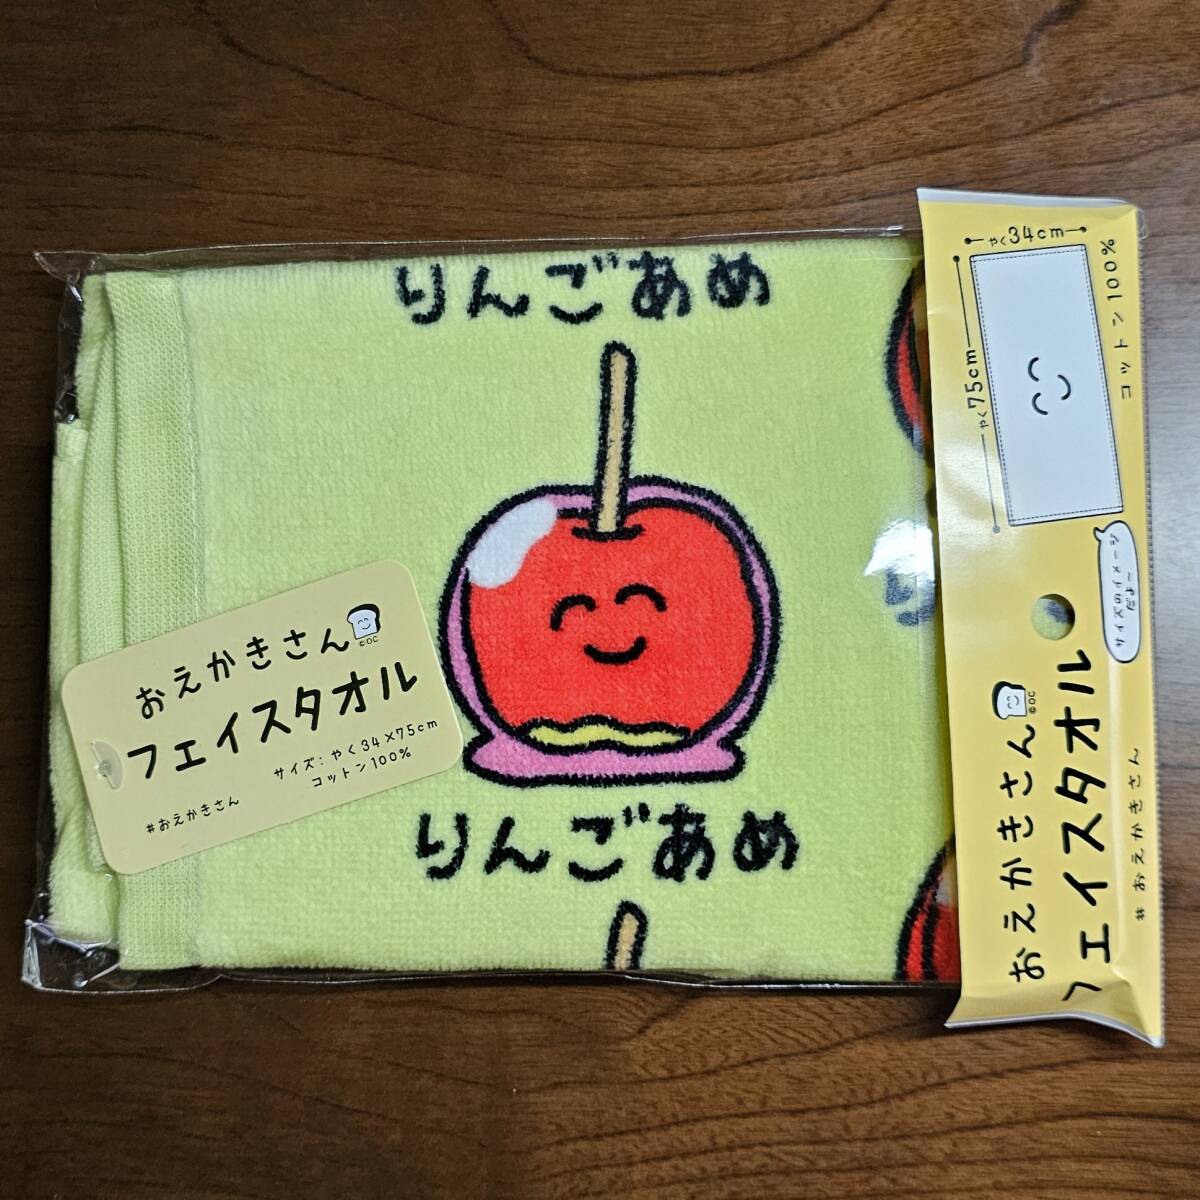 りんごあめ
りんごあめ
おえかきさん
©OC
フェイスタオル
サイズ:やく34×75cm
コットン100%
#おえかきさん
やく34cm
やく75cm
コットン100%
サイズのイメージ
だよ~
おえかきさん
©OC
フェイスタオル
#おえかきさん